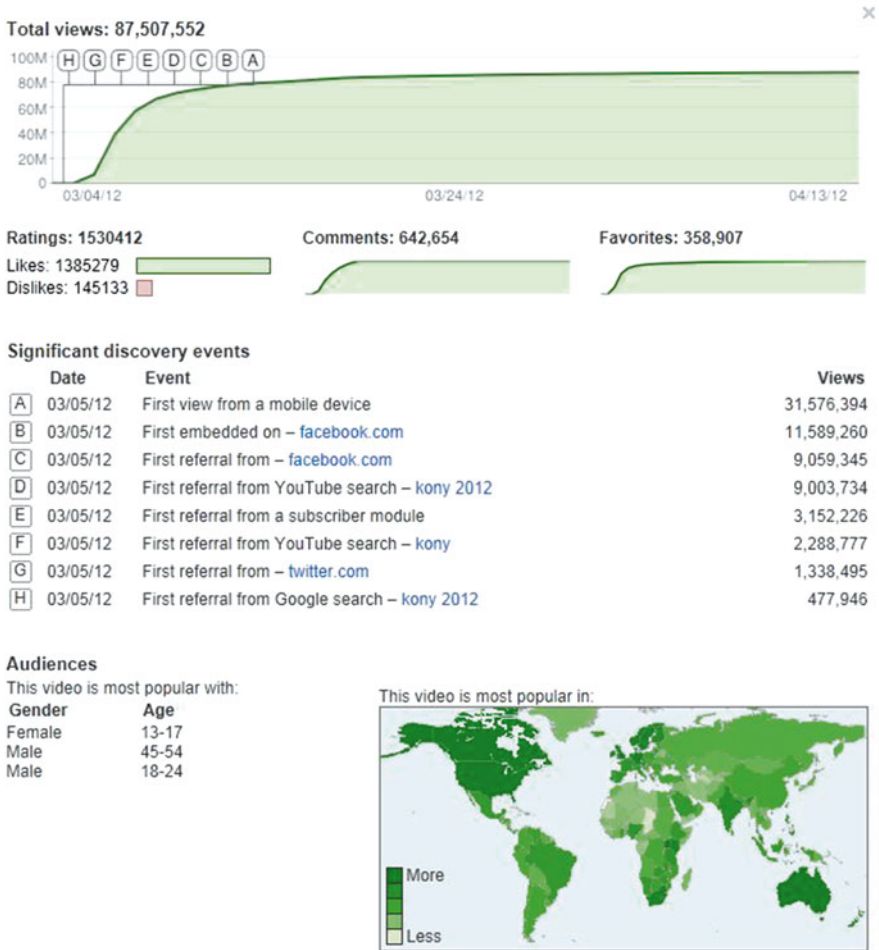 ×
Total views: 87,507,552
100M
H G F E D C B A
80M
60M
40M
20M
0
03/04/12 03/24/12 04/13/12
Ratings: 1530412 Comments: 642,654 Favorites: 358,907
Likes: 1385279
Dislikes: 145133
Significant discovery events
Date Event Views
A 03/05/12 First view from a mobile device 31,576,394
B 03/05/12 First embedded on – facebook.com 11,589,260
C 03/05/12 First referral from – facebook.com 9,059,345
D 03/05/12 First referral from YouTube search – kony 2012 9,003,734
E 03/05/12 First referral from a subscriber module 3,152,226
F 03/05/12 First referral from YouTube search – kony 2,288,777
G 03/05/12 First referral from – twitter.com 1,338,495
H 03/05/12 First referral from Google search – kony 2012 477,946
Audiences
This video is most popular with:
Gender Age
Female 13-17
Male 45-54
Male 18-24
This video is most popular in:
More
Less